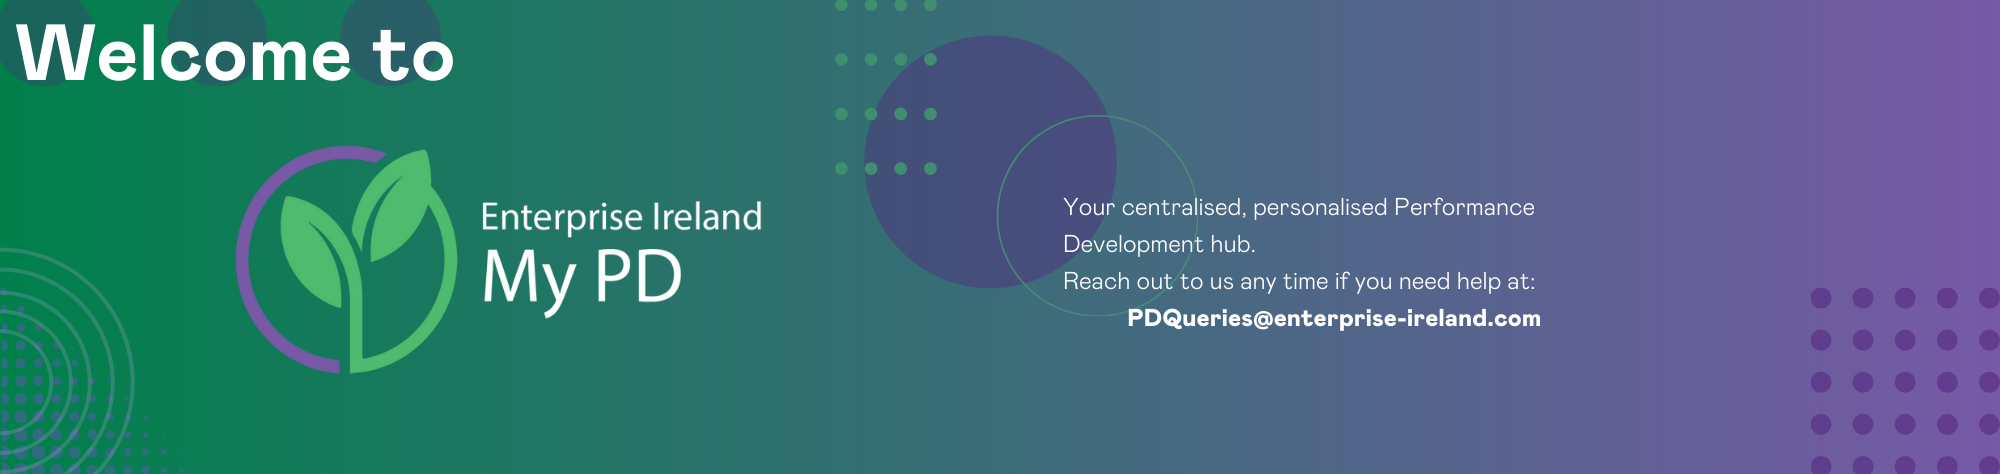 Welcome to
Enterprise Ireland
My PD
Your centralised, personalised Performance
Development hub.
Reach out to us any time if you need help at:
PDQueries@enterprise-ireland.com